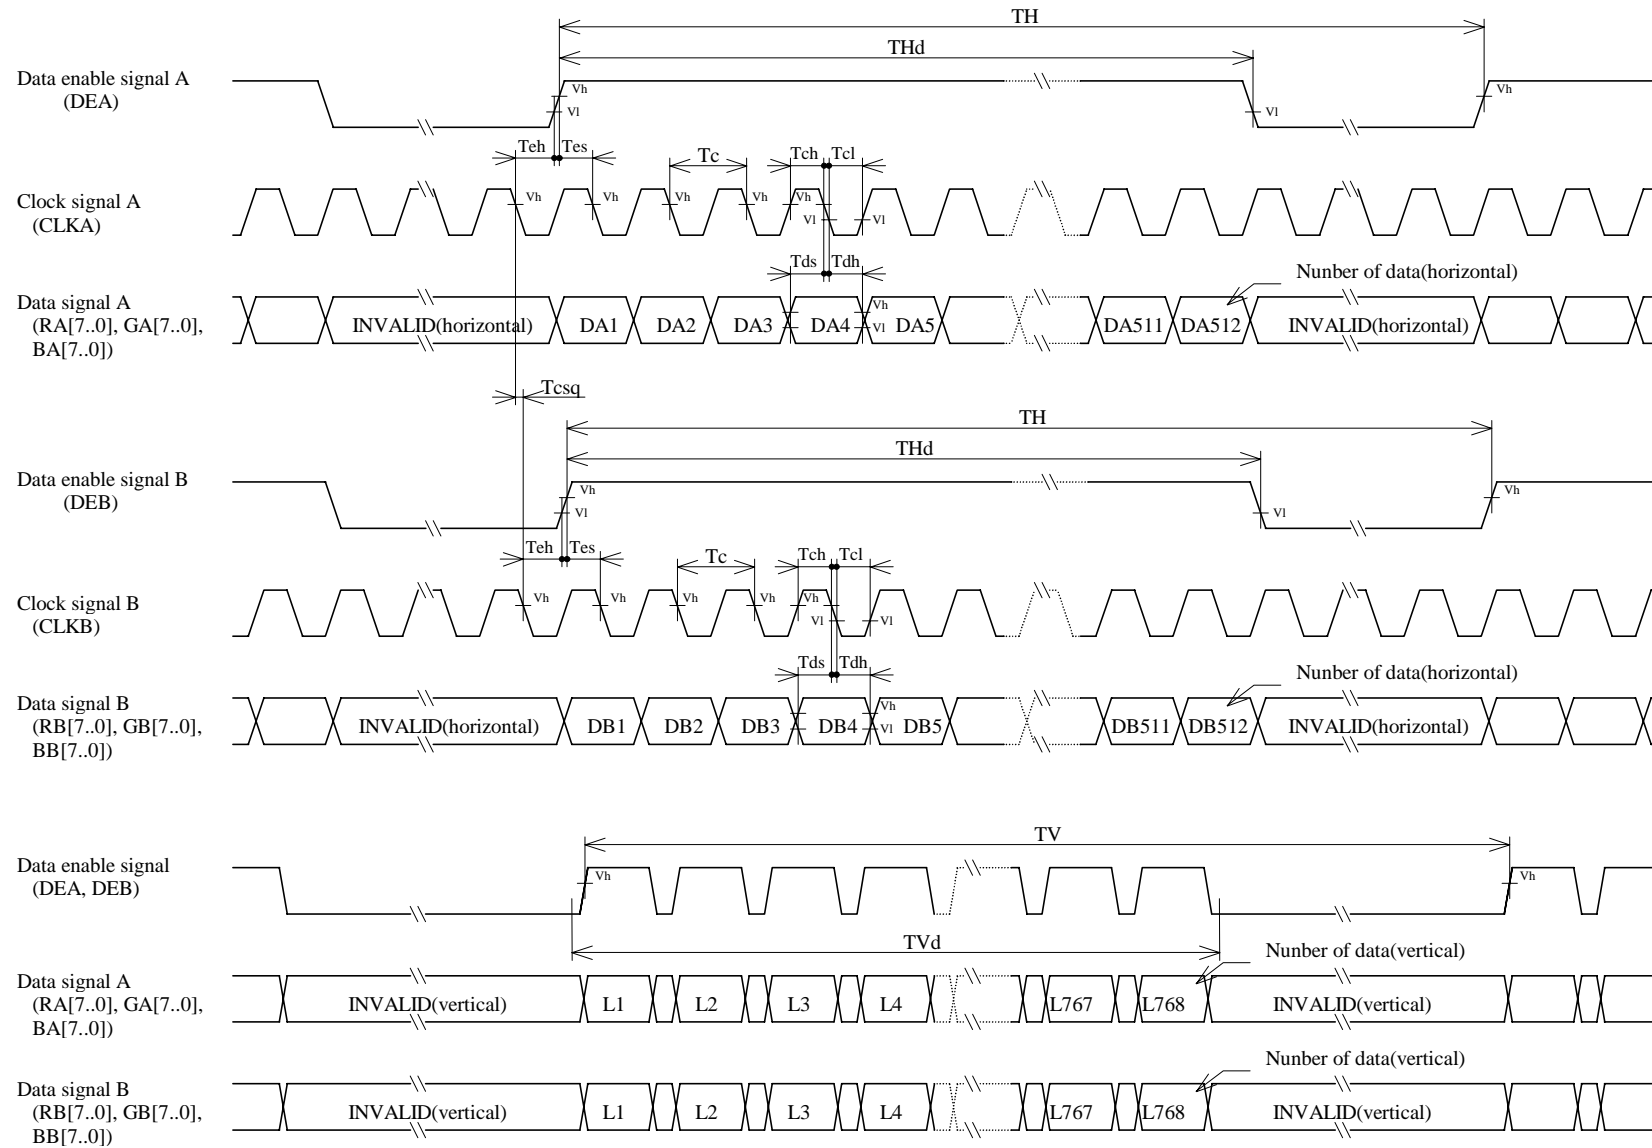 TH
THd
Data enable signal A
(DEA)
Vh
Vl
Vl
Vh
Teh
Tes
Tc
Tch
Tcl
Clock signal A
(CLKA)
Vh
Vh
Vh
Vh
Vh
Vl
Vl
Tds
Tdh
Nunber of data(horizontal)
Data signal A
(RA[7..0], GA[7..0],
BA[7..0])
INVALID(horizontal)
DA1
DA2
DA3
DA4
Vh
Vl
DA5
DA511
DA512
INVALID(horizontal)
Tcsq
TH
THd
Data enable signal B
(DEB)
Vh
Vl
Vl
Vh
Teh
Tes
Tc
Tch
Tcl
Clock signal B
(CLKB)
Vh
Vh
Vh
Vh
Vh
Vl
Vl
Tds
Tdh
Nunber of data(horizontal)
Data signal B
(RB[7..0], GB[7..0],
BB[7..0])
INVALID(horizontal)
DB1
DB2
DB3
DB4
Vh
Vl
DB5
DB511
DB512
INVALID(horizontal)
TV
Data enable signal
(DEA, DEB)
Vh
Vh
TVd
Nunber of data(vertical)
Data signal A
(RA[7..0], GA[7..0],
BA[7..0])
INVALID(vertical)
L1
L2
L3
L4
L767
L768
INVALID(vertical)
Nunber of data(vertical)
Data signal B
(RB[7..0], GB[7..0],
BB[7..0])
INVALID(vertical)
L1
L2
L3
L4
L767
L768
INVALID(vertical)